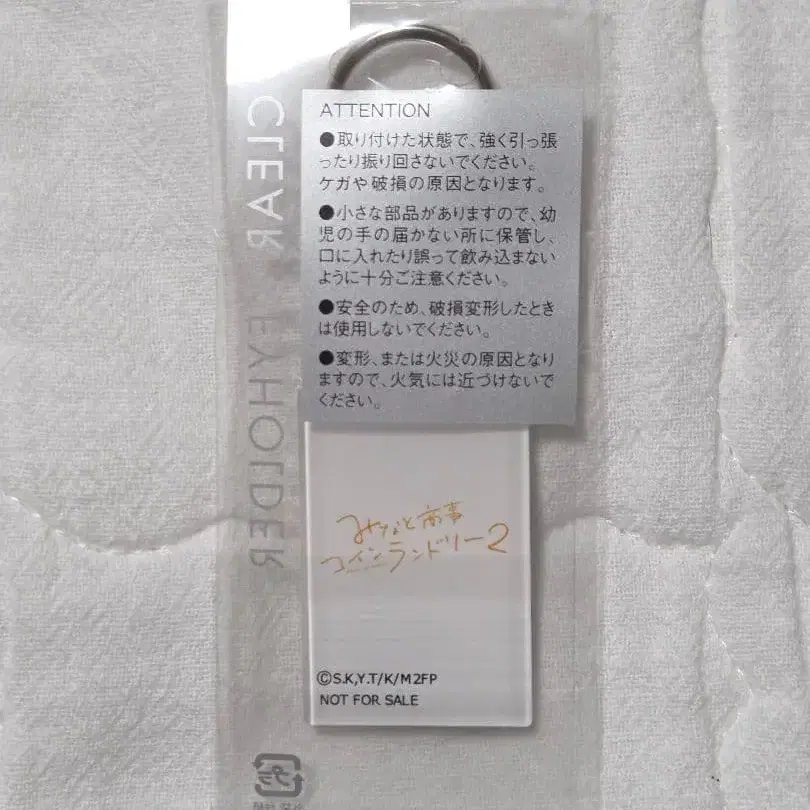 CLEAR KEYHOLDER
ATTENTION
●取り付けた状態で、強く引っ張
ったり振り回さないでください。
ケガや破損の原因となります。
●小さな部品がありますので、幼
児の手の届かない所に保管し、
口に入れたり誤って飲み込まない
ように十分ご注意ください。
●安全のため、破損変形したとき
は使用しないでください。
●変形、または火災の原因となり
ますので、火気には近づけないで
ください。
みなと商事
コインランドリー2
©S.K,Y.T/K/M2FP
NOT FOR SALE
プラ